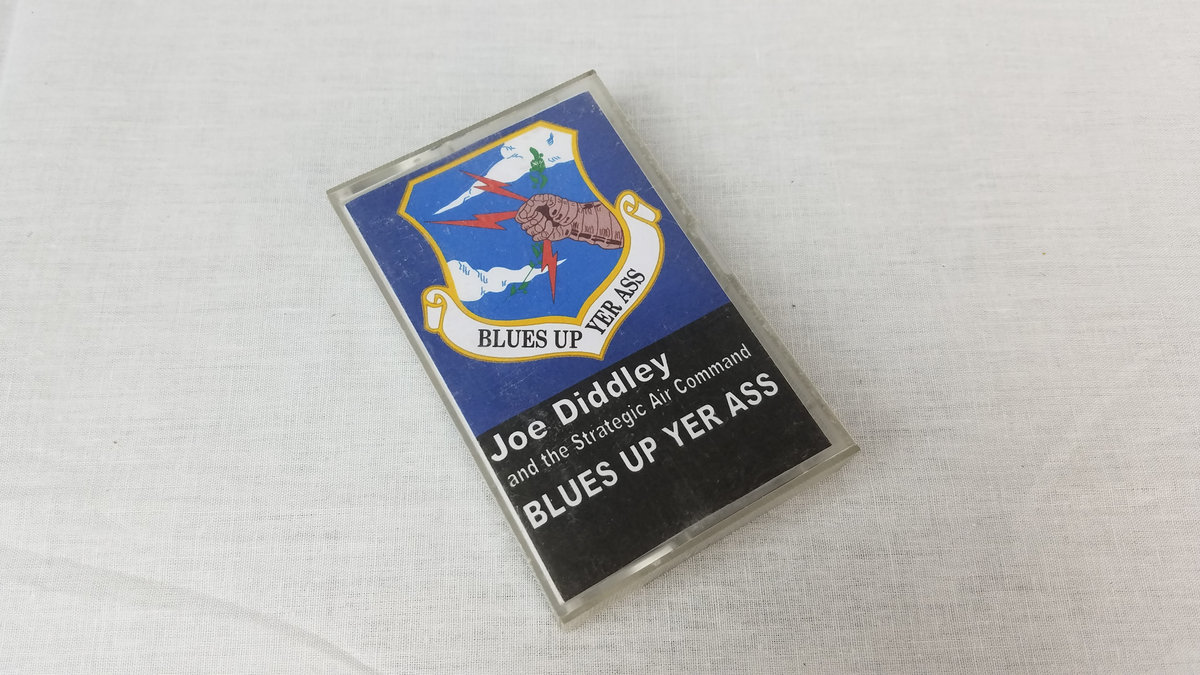 BLUES UP YER ASS
Joe Diddley
and the Strategic Air Command
BLUES UP YER ASS